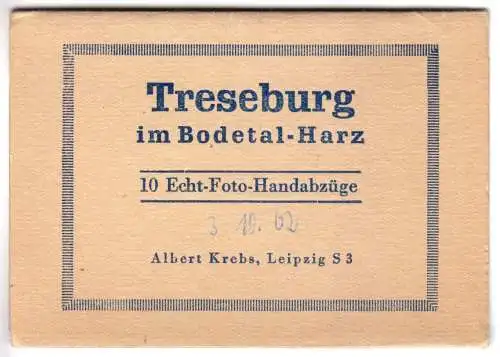 Treseburg
im Bodetal-Harz
10 Echt-Foto-Handabzüge
3 10. 62
Albert Krebs, Leipzig S 3